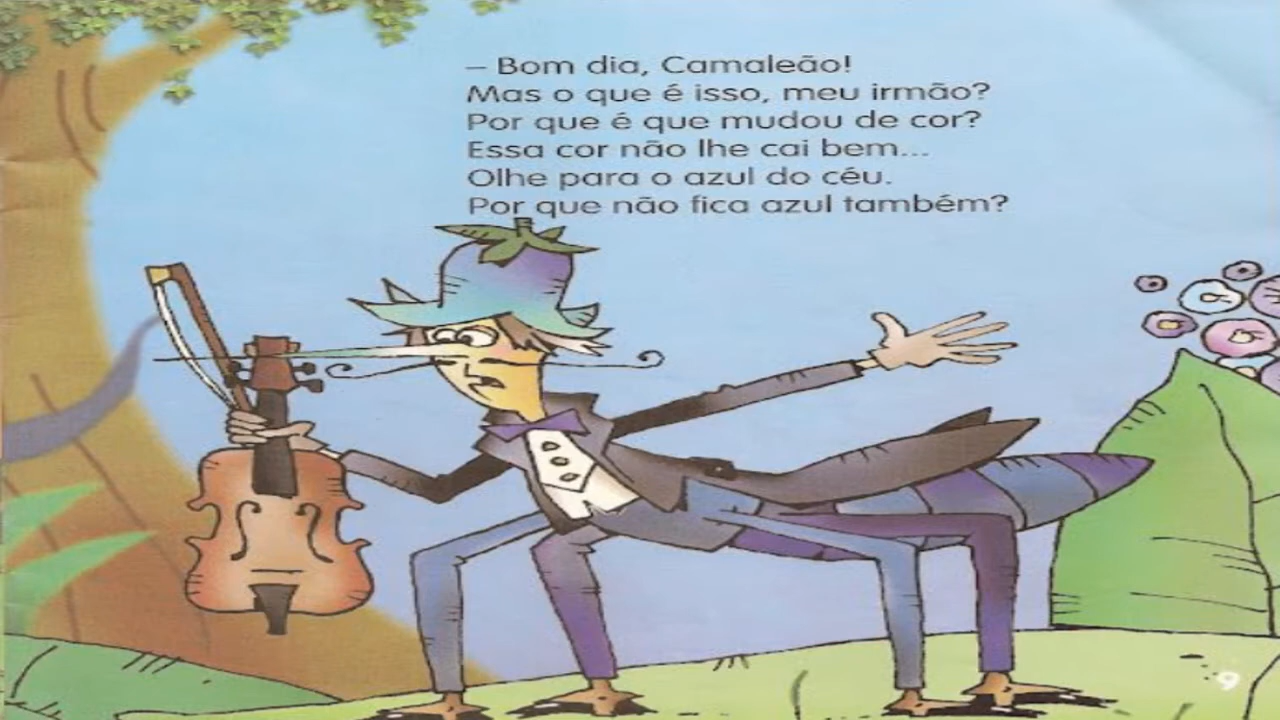 – Bom dia, Camaleão!
Mas o que é isso, meu irmão?
Por que é que mudou de cor?
Essa cor não lhe cai bem...
Olhe para o azul do céu.
Por que não fica azul também?
9